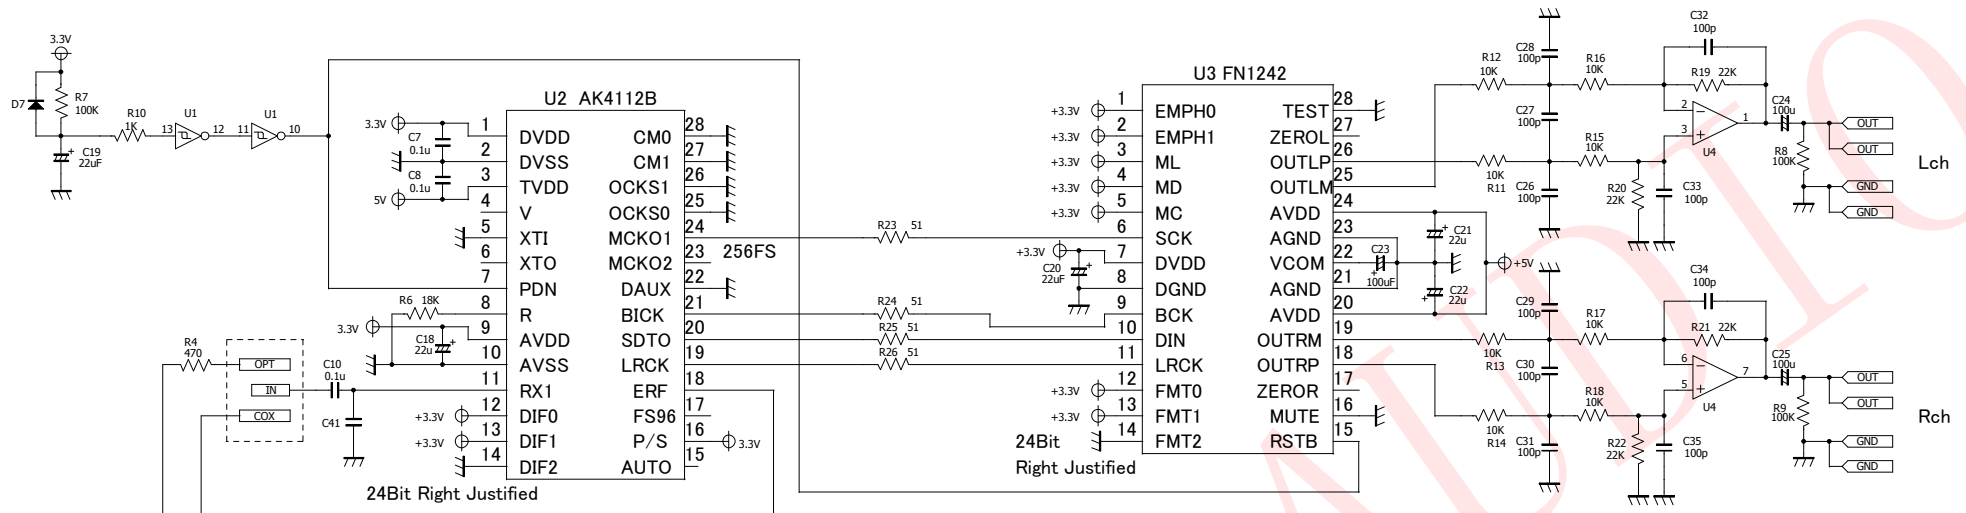 3.3V
D7
R7
100K
C19
22uF
R10
1K
U1
13
12
U1
11
10
R4
470
OPT
IN
COX
C10
0.1u
C41
U2 AK4112B
3.3V
C7
0.1u
C8
0.1u
5V
R6 18K
3.3V
C18
22u
+3.3V
+3.3V
1 DVDD
2 DVSS
3 TVDD
4 V
5 XTI
6 XTO
7 PDN
8 R
9 AVDD
10 AVSS
11 RX1
12 DIF0
13 DIF1
14 DIF2
CM0 28
CM1 27
OCKS1 26
OCKS0 25
MCKO1 24
MCKO2 23
DAUX 22
BICK 21
SDTO 20
LRCK 19
ERF 18
FS96 17
P/S 16
AUTO 15
256FS
3.3V
24Bit Right Justified
R23 51
R24 51
R25 51
R26 51
U3 FN1242
+3.3V
+3.3V
+3.3V
+3.3V
+3.3V
+3.3V
C20
22uF
+3.3V
+3.3V
1 EMPH0
2 EMPH1
3 ML
4 MD
5 MC
6 SCK
7 DVDD
8 DGND
9 BCK
10 DIN
11 LRCK
12 FMT0
13 FMT1
14 FMT2
TEST 28
ZEROL 27
OUTLP 26
OUTLM 25
AVDD 24
AGND 23
VCOM 22
AGND 21
AVDD 20
OUTRM 19
OUTRP 18
ZEROR 17
MUTE 16
RSTB 15
24Bit
Right Justified
C23
100uF
C21
22u
C22
22u
+5V
R12
10K
10K
R11
C28
100p
C27
100p
C26
100p
R16
10K
R15
10K
R20
22K
C33
100p
C32
100p
R19 22K
2
3
1
U4
C24
100u
R8
100K
OUT
OUT
GND
GND
Lch
10K
R13
10K
R14
C29
100p
C30
100p
C31
100p
R17
10K
R18
10K
R22
22K
C35
100p
C34
100p
R21 22K
6
5
7
U4
C25
100u
R9
100K
OUT
OUT
GND
GND
Rch
AUDIO